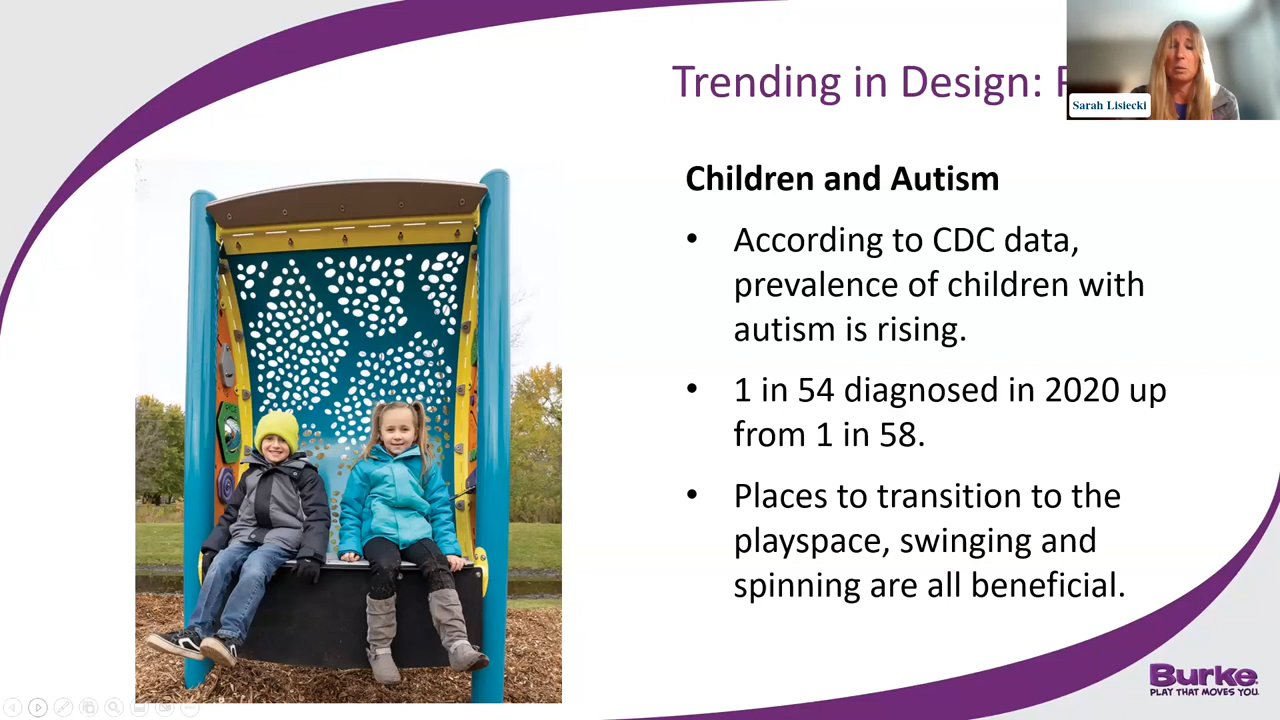 Trending in Design:
Sarah Lisiecki
Children and Autism
• According to CDC data,
prevalence of children with
autism is rising.
• 1 in 54 diagnosed in 2020 up
from 1 in 58.
• Places to transition to the
playspace, swinging and
spinning are all beneficial.
Burke
PLAY THAT MOVES YOU.